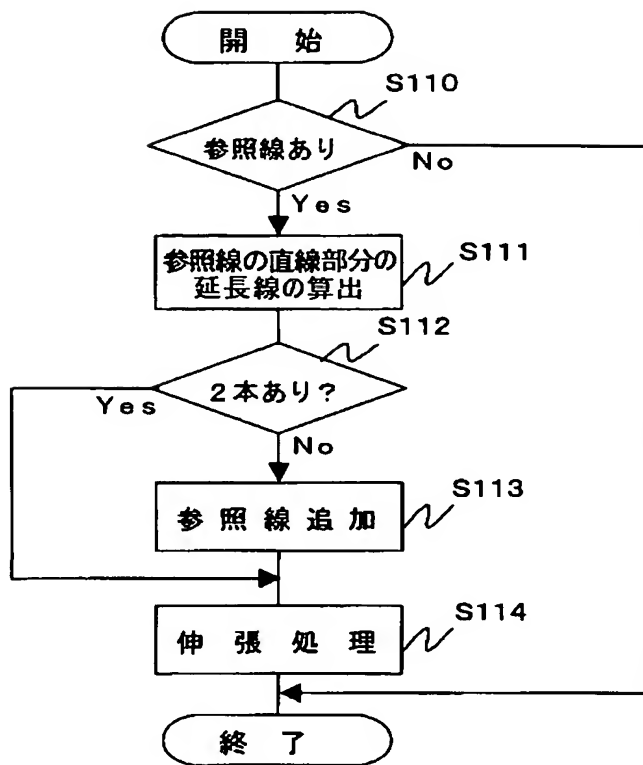 開 始
S110
参照線あり
No
Yes
参照線の直線部分の
延長線の算出
S111
S112
2本あり?
Yes
No
参 照 線 追 加
S113
伸 張 処 理
S114
終 了